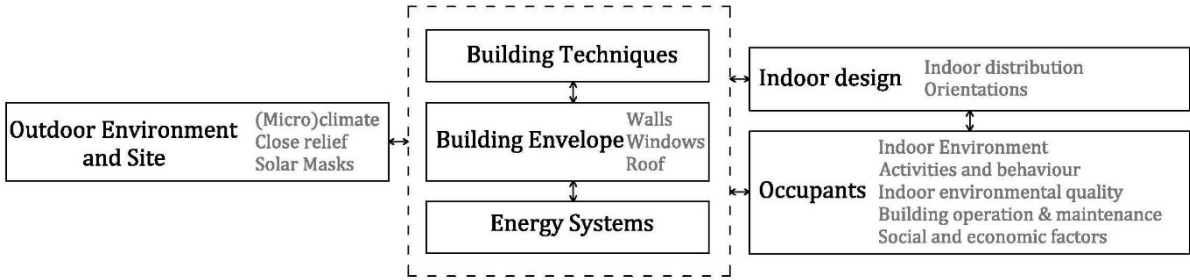 Outdoor Environment
and Site
(Micro)climate
Close relief
Solar Masks
Building Techniques
Building Envelope
Walls
Windows
Roof
Energy Systems
Indoor design
Indoor distribution
Orientations
Occupants
Indoor Environment
Activities and behaviour
Indoor environmental quality
Building operation & maintenance
Social and economic factors